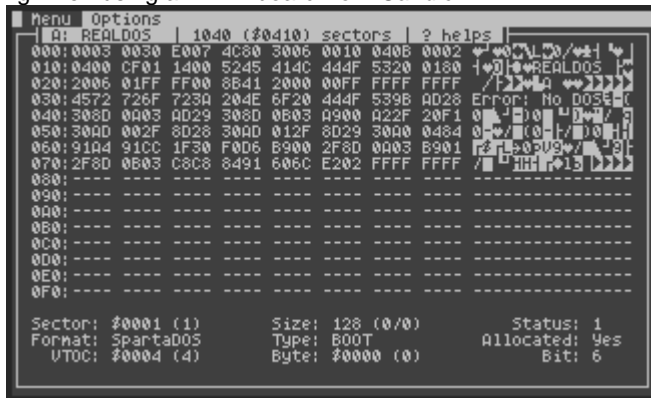 Menu Options
A: REALDOS | 1040 ($0410) sectors | ? helps
000:0003 0030 E007 4C80 3006 0010 040B 0002
010:0400 CF01 1400 5245 414C 444F 5320 0180 REALDOS
020:2006 01FF FF00 8B41 2000 00FF FFFF FFFF
030:4572 726F 723A 204E 6F20 444F 539B AD28 Error: No DOS
040:308D 0A03 AD29 308D 0B03 A900 A22F 20F1
050:30AD 002F 8D28 30AD 012F 8D29 30A0 0484
060:91A4 91CC 1F30 F0D6 B900 2F8D 0A03 B901
070:2F8D 0B03 C8C8 8491 606C E202 FFFF FFFF
080:---- ---- ---- ---- ---- ---- ---- ---- ----------------
090:---- ---- ---- ---- ---- ---- ---- ---- ----------------
0A0:---- ---- ---- ---- ---- ---- ---- ---- ----------------
0B0:---- ---- ---- ---- ---- ---- ---- ---- ----------------
0C0:---- ---- ---- ---- ---- ---- ---- ---- ----------------
0D0:---- ---- ---- ---- ---- ---- ---- ---- ----------------
0E0:---- ---- ---- ---- ---- ---- ---- ---- ----------------
0F0:---- ---- ---- ---- ---- ---- ---- ---- ----------------
Sector: $0001 (1) Size: 128 (0/0) Status: 1
Format: SpartaDOS Type: BOOT Allocated: Yes
VTOC: $0004 (4) Byte: $0000 (0) Bit: 6